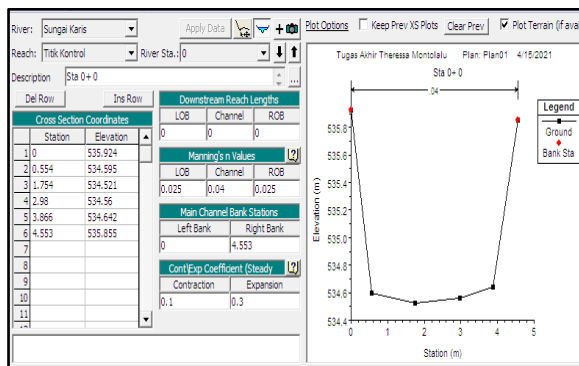 River: Sungai Karis Apply Data
Reach: Titik Kontrol River Sta.: 0
Description Sta 0+ 0 ...
Del Row Ins Row
Cross Section Coordinates
Station Elevation
1 0 535.924
2 0.554 534.595
3 1.754 534.521
4 2.98 534.56
5 3.866 534.642
6 4.553 535.855
7
8
9
10
11
Downstream Reach Lengths
LOB Channel ROB
0 0 0
Manning's n Values ?
LOB Channel ROB
0.025 0.04 0.025
Main Channel Bank Stations
Left Bank Right Bank
0 4.553
Cont\Exp Coefficient (Steady ?
Contraction Expansion
0.1 0.3
Plot Options Keep Prev XS Plots Clear Prev Plot Terrain (if avai
Tugas Akhir Theressa Montolalu Plan: Plan01 4/15/2021
Sta 0+ 0
.04
Legend
Ground
Bank Sta
535.8
535.6
535.4
535.2
535.0
534.8
534.6
534.4
Elevation (m)
0 1 2 3 4 5
Station (m)